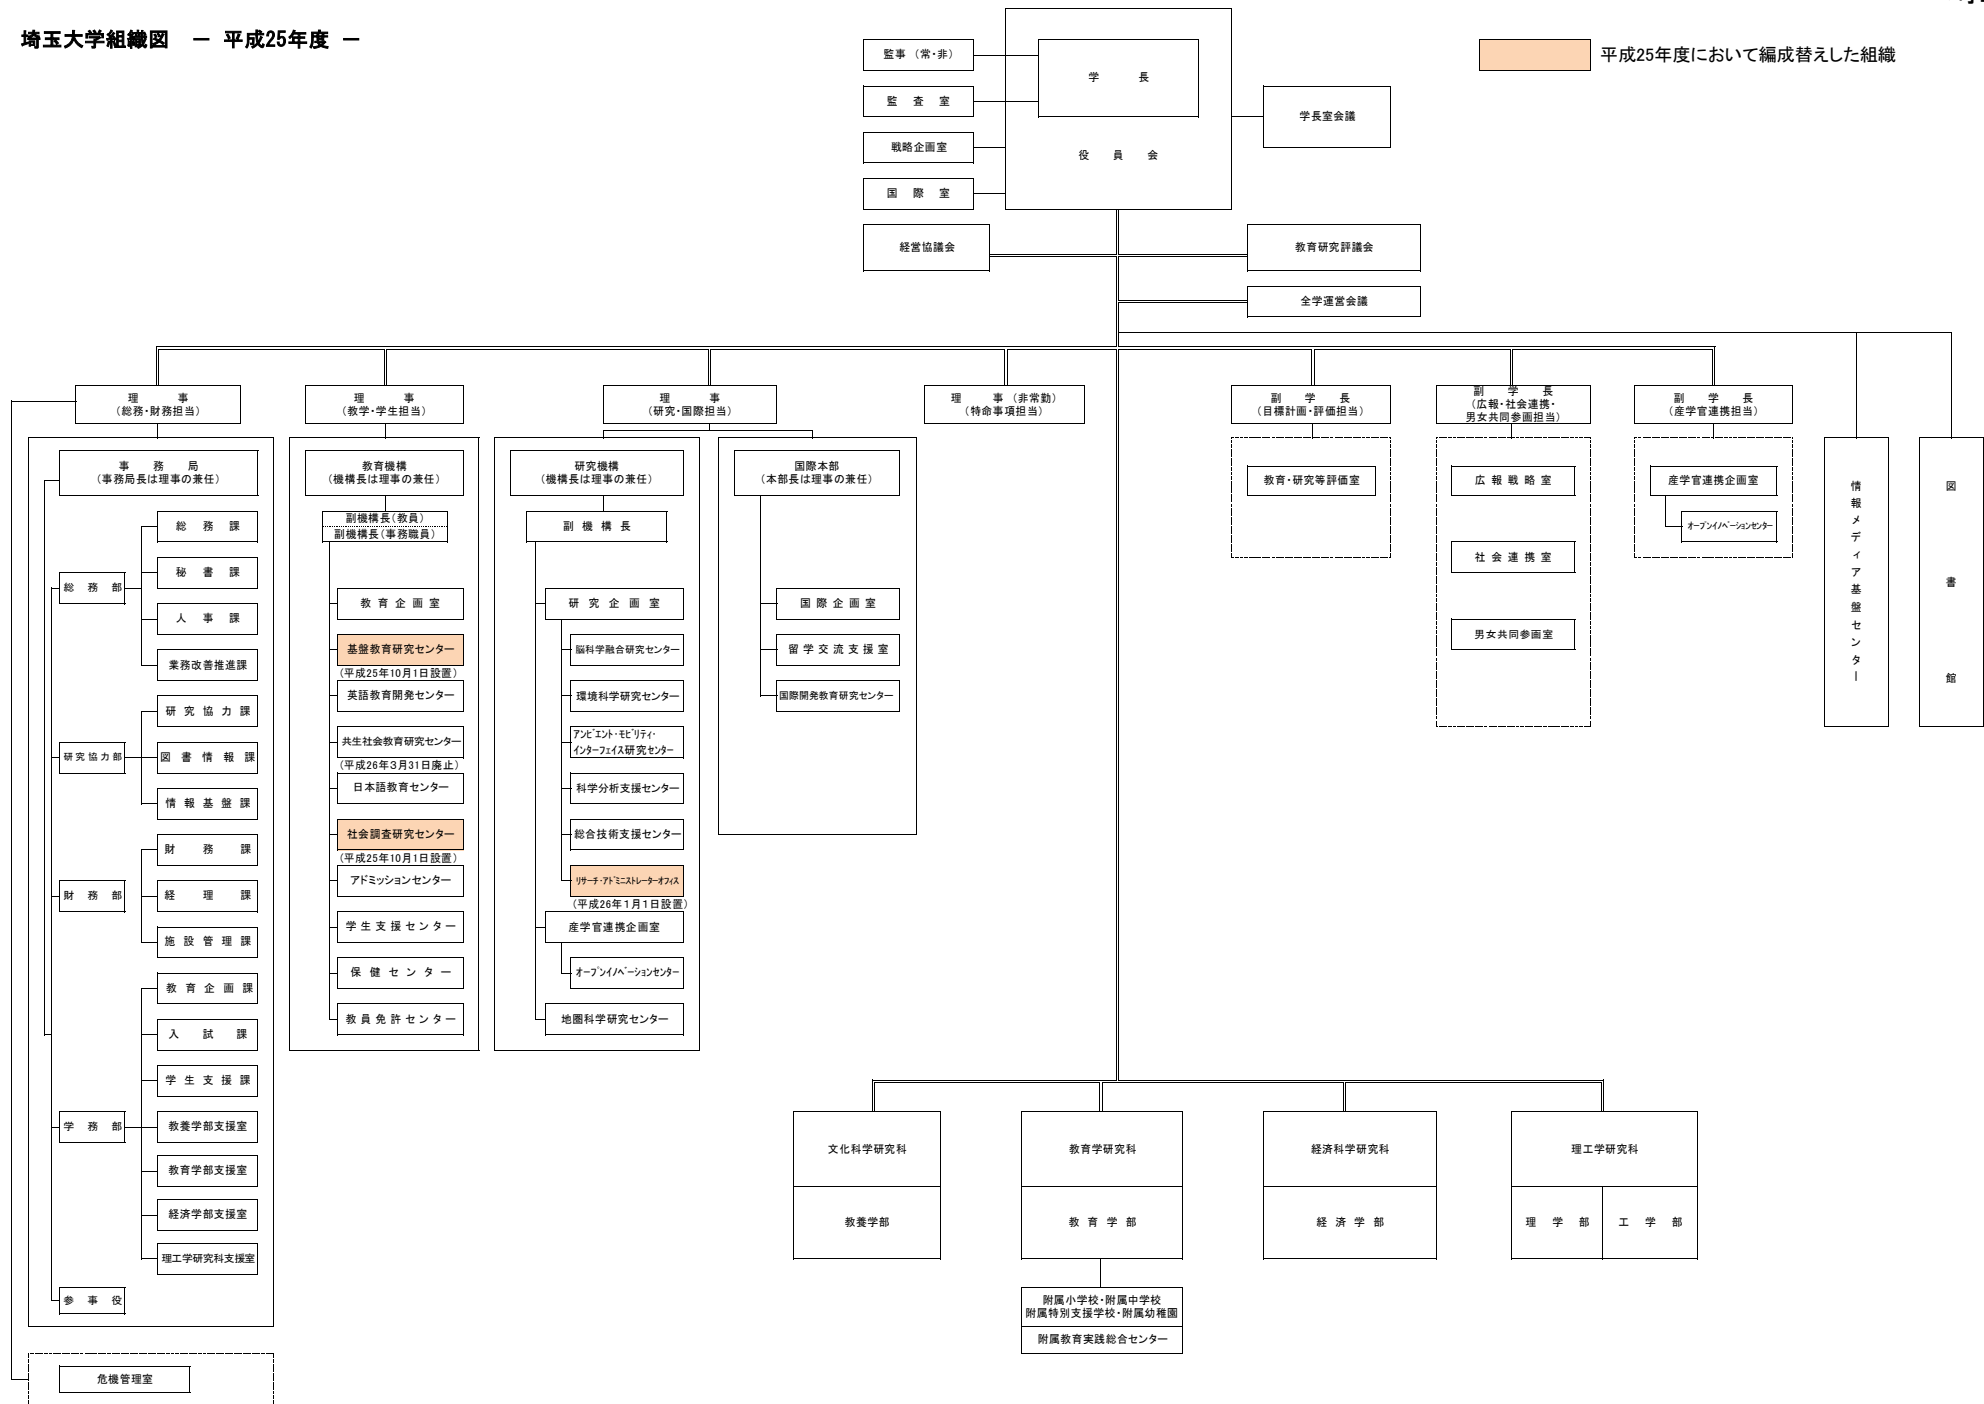 埼玉大学組織図　－ 平成25年度 －
平成25年度において編成替えした組織
監事（常・非）
学長
監査室
学長室会議
戦略企画室
役員会
国際室
経営協議会
教育研究評議会
全学運営会議
理事
（総務・財務担当）
理事
（教学・学生担当）
理事
（研究・国際担当）
理事（非常勤）
（特命事項担当）
副学長
（目標計画・評価担当）
副学長
（広報・社会連携・
男女共同参画担当）
副学長
（産学官連携担当）
事務局
（事務局長は理事の兼任）
総務部
総務課
秘書課
人事課
業務改善推進課
研究協力部
研究協力課
図書情報課
情報基盤課
財務部
財務課
経理課
施設管理課
学務部
教育企画課
入試課
学生支援課
教養学部支援室
教育学部支援室
経済学部支援室
理工学研究科支援室
参事役
危機管理室
教育機構
（機構長は理事の兼任）
副機構長（教員）
副機構長（事務職員）
教育企画室
基盤教育研究センター
（平成25年10月1日設置）
英語教育開発センター
共生社会教育研究センター
（平成26年3月31日廃止）
日本語教育センター
社会調査研究センター
（平成25年10月1日設置）
アドミッションセンター
学生支援センター
保健センター
教員免許センター
研究機構
（機構長は理事の兼任）
副機構長
研究企画室
脳科学融合研究センター
環境科学研究センター
アンビエント・モビリティ・
インターフェイス研究センター
科学分析支援センター
総合技術支援センター
リサーチ・アドミニストレーターオフィス
（平成26年1月1日設置）
産学官連携企画室
オープンイノベーションセンター
地圏科学研究センター
国際本部
（本部長は理事の兼任）
国際企画室
留学交流支援室
国際開発教育研究センター
教育・研究等評価室
広報戦略室
社会連携室
男女共同参画室
産学官連携企画室
オープンイノベーションセンター
情報メディア基盤センター
図書館
文化科学研究科
教養学部
教育学研究科
教育学部
附属小学校・附属中学校
附属特別支援学校・附属幼稚園
附属教育実践総合センター
経済科学研究科
経済学部
理工学研究科
理学部
工学部